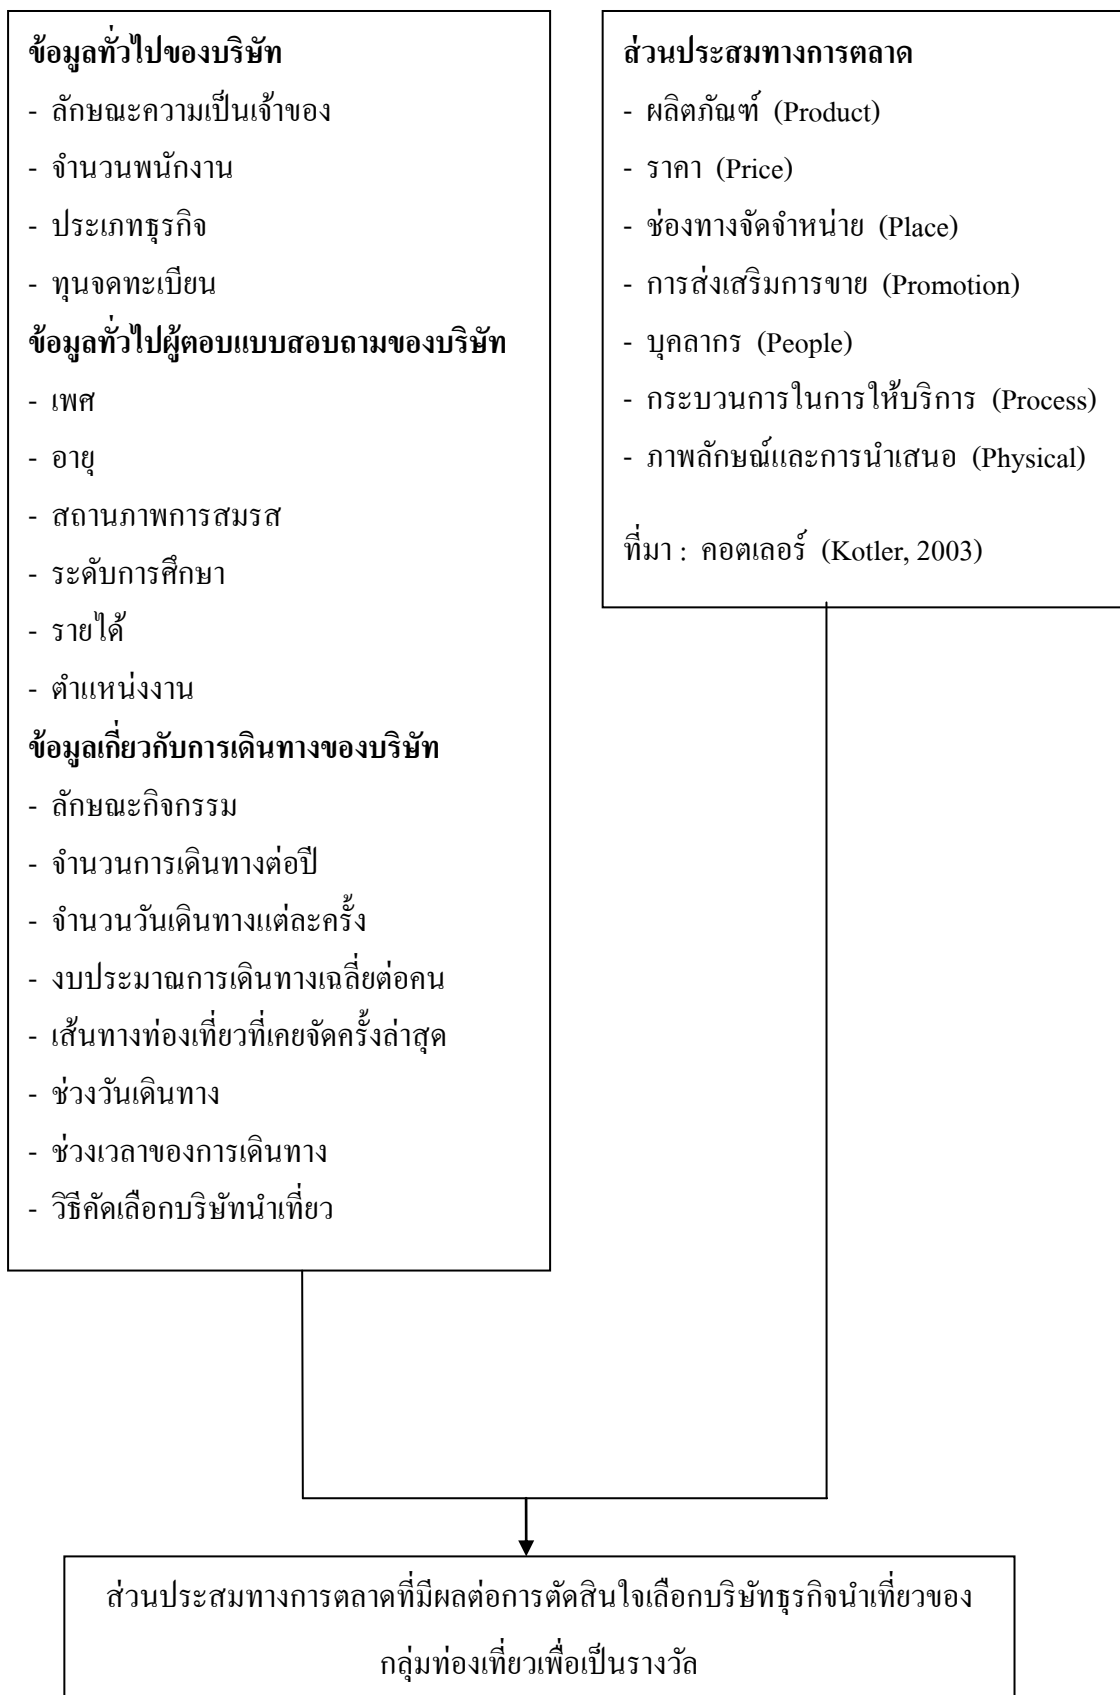 ข้อมูลทั่วไปของบริษัท
- ลักษณะความเป็นเจ้าของ
- จำนวนพนักงาน
- ประเภทธุรกิจ
- ทุนจดทะเบียน
ข้อมูลทั่วไปผู้ตอบแบบสอบถามของบริษัท
- เพศ
- อายุ
- สถานภาพการสมรส
- ระดับการศึกษา
- รายได้
- ตำแหน่งงาน
ข้อมูลเกี่ยวกับการเดินทางของบริษัท
- ลักษณะกิจกรรม
- จำนวนการเดินทางต่อปี
- จำนวนวันเดินทางแต่ละครั้ง
- งบประมาณการเดินทางเฉลี่ยต่อคน
- เส้นทางท่องเที่ยวที่เคยจัดครั้งล่าสุด
- ช่วงวันเดินทาง
- ช่วงเวลาของการเดินทาง
- วิธีคัดเลือกบริษัทนำเที่ยว
ส่วนประสมทางการตลาด
- ผลิตภัณฑ์ (Product)
- ราคา (Price)
- ช่องทางจัดจำหน่าย (Place)
- การส่งเสริมการขาย (Promotion)
- บุคลากร (People)
- กระบวนการในการให้บริการ (Process)
- ภาพลักษณ์และการนำเสนอ (Physical)
ที่มา : คอตเลอร์ (Kotler, 2003)
ส่วนประสมทางการตลาดที่มีผลต่อการตัดสินใจเลือกบริษัทธุรกิจนำเที่ยวของ
กลุ่มท่องเที่ยวเพื่อเป็นรางวัล